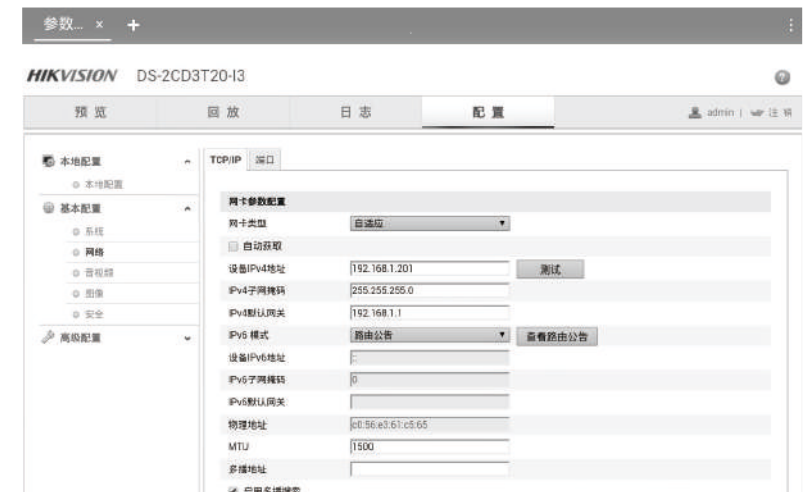 参数... × +
HIKVISION DS-2CD3T20-I3
预览 回放 日志 配置 admin | 注销
本地配置 TCP/IP 端口
本地配置
基本配置 网卡参数配置
系统 网卡类型 自适应
网络 自动获取
音视频 设备IPv4地址 192.168.1.201 测试
图像 IPv4子网掩码 255.255.255.0
安全 IPv4默认网关 192.168.1.1
高级配置 IPv6 模式 路由公告 查看路由公告
设备IPv6地址 ::
IPv6子网掩码 0
IPv6默认网关
物理地址 c0:56:e3:61:c5:65
MTU 1500
多播地址
启用多播搜索